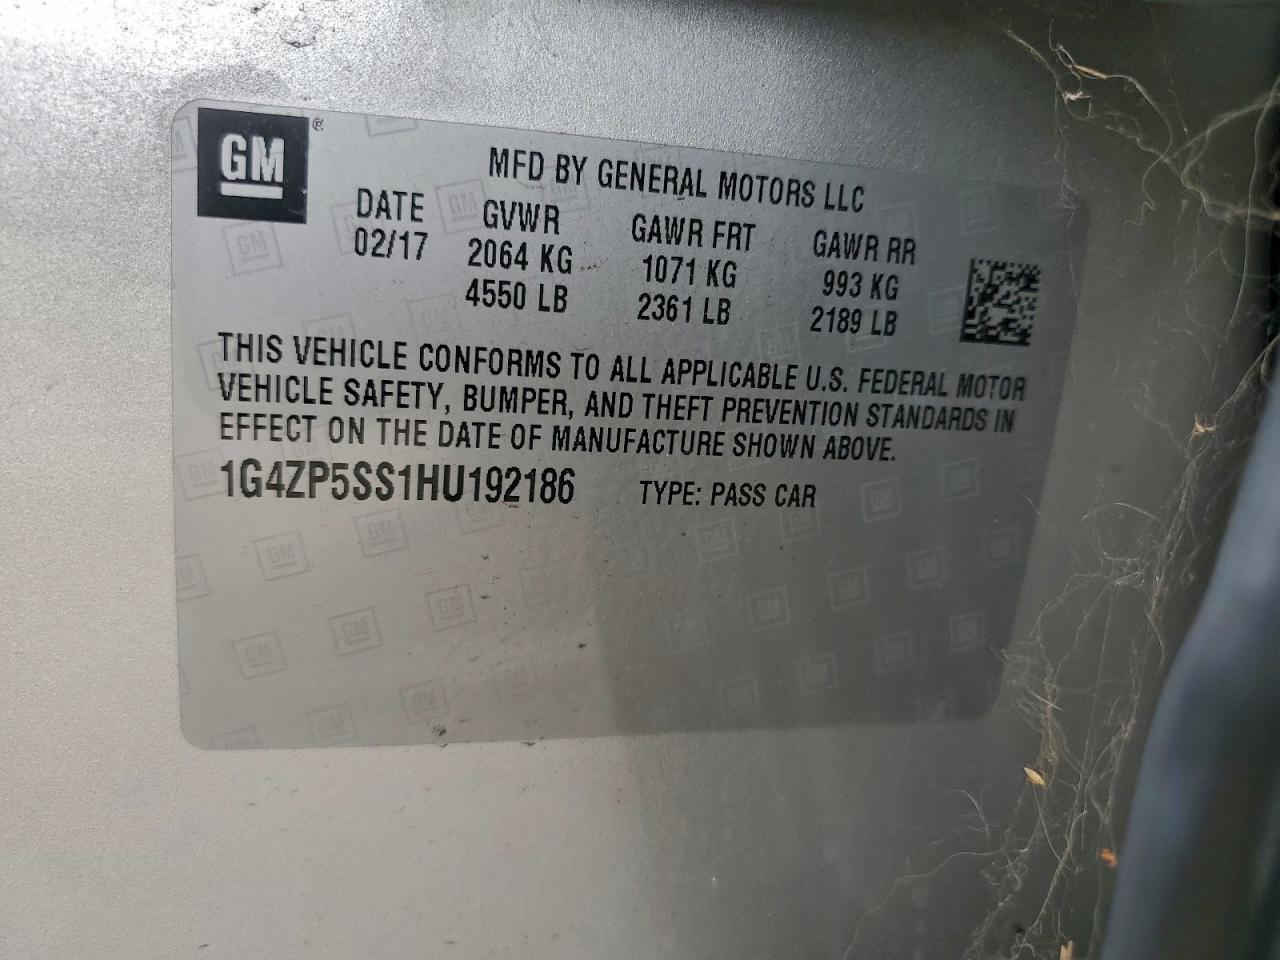 GM ®
MFD BY GENERAL MOTORS LLC
DATE GVWR GAWR FRT GAWR RR
02/17 2064 KG 1071 KG 993 KG
4550 LB 2361 LB 2189 LB
THIS VEHICLE CONFORMS TO ALL APPLICABLE U.S. FEDERAL MOTOR
VEHICLE SAFETY, BUMPER, AND THEFT PREVENTION STANDARDS IN
EFFECT ON THE DATE OF MANUFACTURE SHOWN ABOVE.
1G4ZP5SS1HU192186 TYPE: PASS CAR